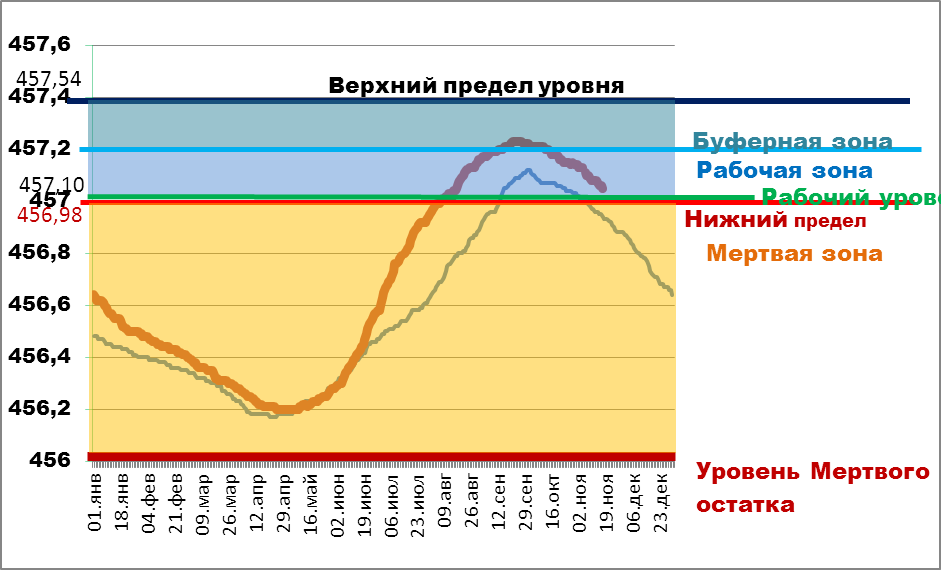 457,6
457,54
Верхний предел уровня
457,4
Буферная зона
457,2
Рабочая зона
457,10
Рабочий урове
457
456,98
Нижний предел
456,8
Мертвая зона
456,6
456,4
456,2
456
Уровень Мертвого
остатка
01.янв
18.янв
04.фев
21.фев
09.мар
26.мар
12.апр
29.апр
16.май
02.июн
19.июн
06.июл
23.июл
09.авг
26.авг
12.сен
29.сен
16.окт
02.ноя
19.ноя
06.дек
23.дек